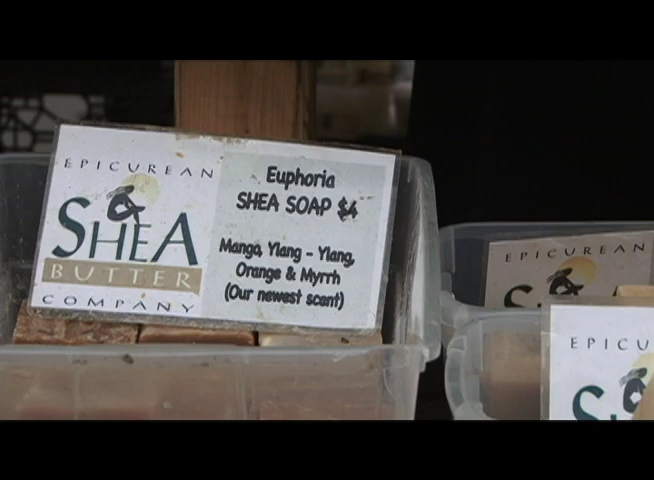 EPICUREAN
SHEA
BUTTER
COMPANY
Euphoria
SHEA SOAP $4
Mango, Ylang - Ylang,
Orange & Myrrh
(Our newest scent)
EPICUREAN
EPICU